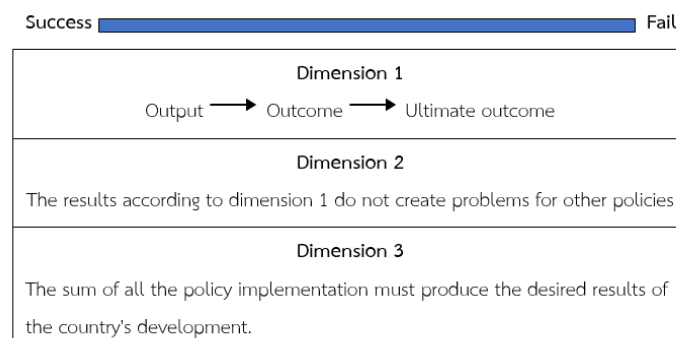 Success Fail
Dimension 1
Output Outcome Ultimate outcome
Dimension 2
The results according to dimension 1 do not create problems for other policies
Dimension 3
The sum of all the policy implementation must produce the desired results of
the country's development.